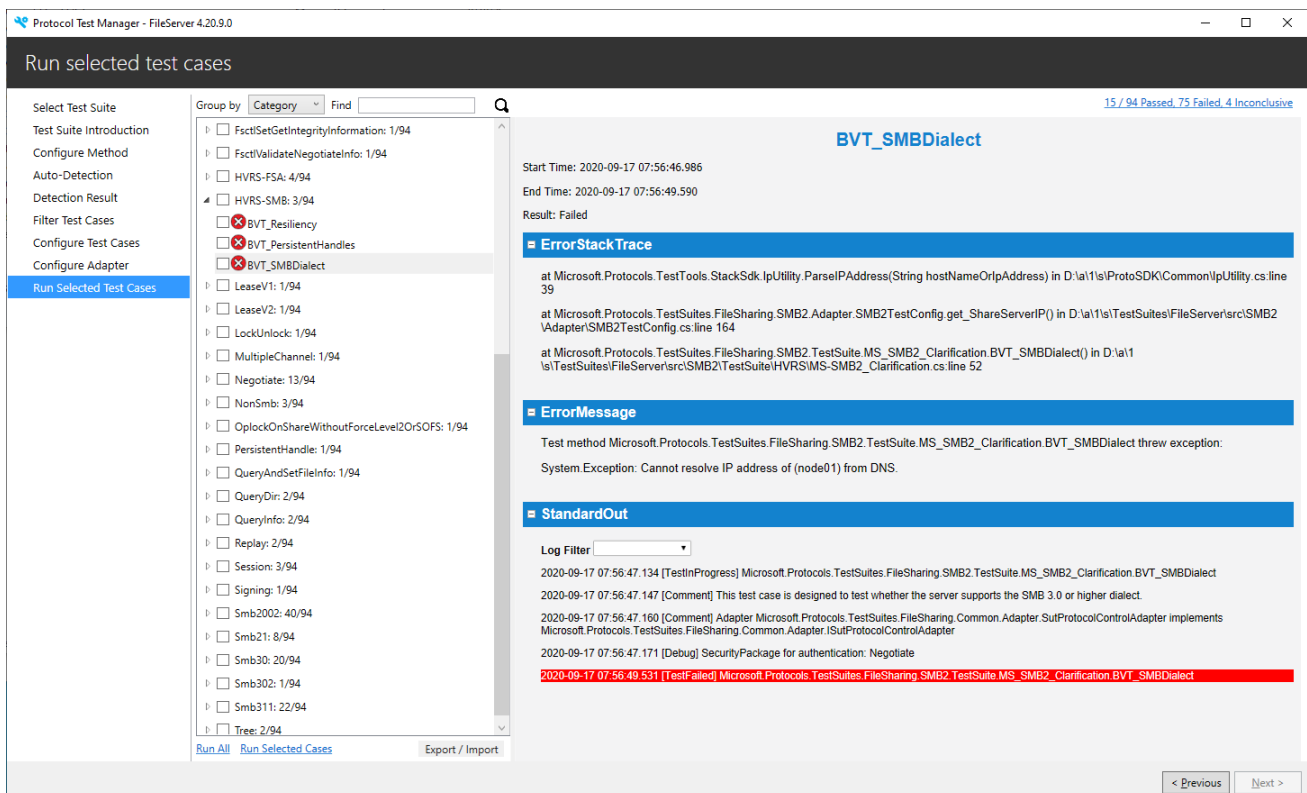 Protocol Test Manager - FileServer 4.20.9.0
Run selected test cases
Select Test Suite
Test Suite Introduction
Configure Method
Auto-Detection
Detection Result
Filter Test Cases
Configure Test Cases
Configure Adapter
Run Selected Test Cases
Group by Category Find
15 / 94 Passed, 75 Failed, 4 Inconclusive
FsctlSetGetIntegrityInformation: 1/94
FsctlValidateNegotiateInfo: 1/94
HVRS-FSA: 4/94
HVRS-SMB: 3/94
BVT_Resiliency
BVT_PersistentHandles
BVT_SMBDialect
LeaseV1: 1/94
LeaseV2: 1/94
LockUnlock: 1/94
MultipleChannel: 1/94
Negotiate: 13/94
NonSmb: 3/94
OplockOnShareWithoutForceLevel2OrSOFS: 1/94
PersistentHandle: 1/94
QueryAndSetFileInfo: 1/94
QueryDir: 2/94
QueryInfo: 2/94
Replay: 2/94
Session: 3/94
Signing: 1/94
Smb2002: 40/94
Smb21: 8/94
Smb30: 20/94
Smb302: 1/94
Smb311: 22/94
Tree: 2/94
Run All Run Selected Cases Export / Import
BVT_SMBDialect
Start Time: 2020-09-17 07:56:46.986
End Time: 2020-09-17 07:56:49.590
Result: Failed
ErrorStackTrace
at Microsoft.Protocols.TestTools.StackSdk.IpUtility.ParseIPAddress(String hostNameOrIpAddress) in D:\a\1\s\ProtoSDK\Common\IpUtility.cs:line
39
at Microsoft.Protocols.TestSuites.FileSharing.SMB2.Adapter.SMB2TestConfig.get_ShareServerIP() in D:\a\1\s\TestSuites\FileServer\src\SMB2
\Adapter\SMB2TestConfig.cs:line 164
at Microsoft.Protocols.TestSuites.FileSharing.SMB2.TestSuite.MS_SMB2_Clarification.BVT_SMBDialect() in D:\a\1
\s\TestSuites\FileServer\src\SMB2\TestSuite\HVRS\MS-SMB2_Clarification.cs:line 52
ErrorMessage
Test method Microsoft.Protocols.TestSuites.FileSharing.SMB2.TestSuite.MS_SMB2_Clarification.BVT_SMBDialect threw exception:
System.Exception: Cannot resolve IP address of (node01) from DNS.
StandardOut
Log Filter
2020-09-17 07:56:47.134 [TestInProgress] Microsoft.Protocols.TestSuites.FileSharing.SMB2.TestSuite.MS_SMB2_Clarification.BVT_SMBDialect
2020-09-17 07:56:47.147 [Comment] This test case is designed to test whether the server supports the SMB 3.0 or higher dialect.
2020-09-17 07:56:47.160 [Comment] Adapter Microsoft.Protocols.TestSuites.FileSharing.Common.Adapter.SutProtocolControlAdapter implements
Microsoft.Protocols.TestSuites.FileSharing.Common.Adapter.ISutProtocolControlAdapter
2020-09-17 07:56:47.171 [Debug] SecurityPackage for authentication: Negotiate
2020-09-17 07:56:49.531 [TestFailed] Microsoft.Protocols.TestSuites.FileSharing.SMB2.TestSuite.MS_SMB2_Clarification.BVT_SMBDialect
< Previous Next >